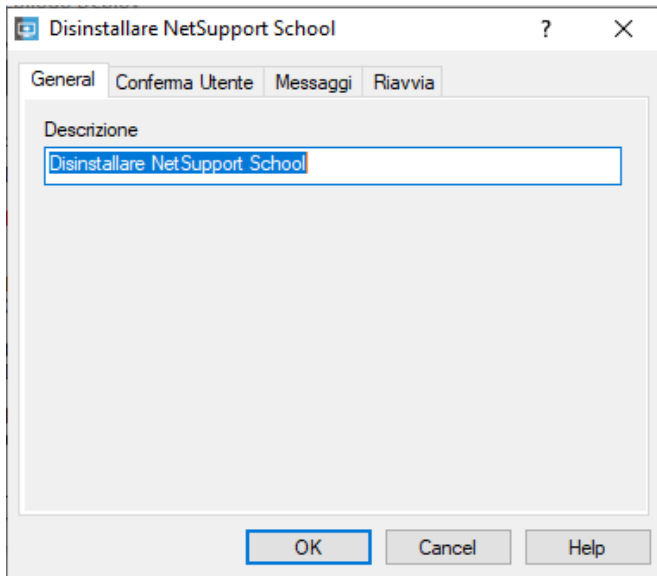 Disinstallare NetSupport School ?
General Conferma Utente Messaggi Riavvia
Descrizione
Disinstallare NetSupport School
OK Cancel Help